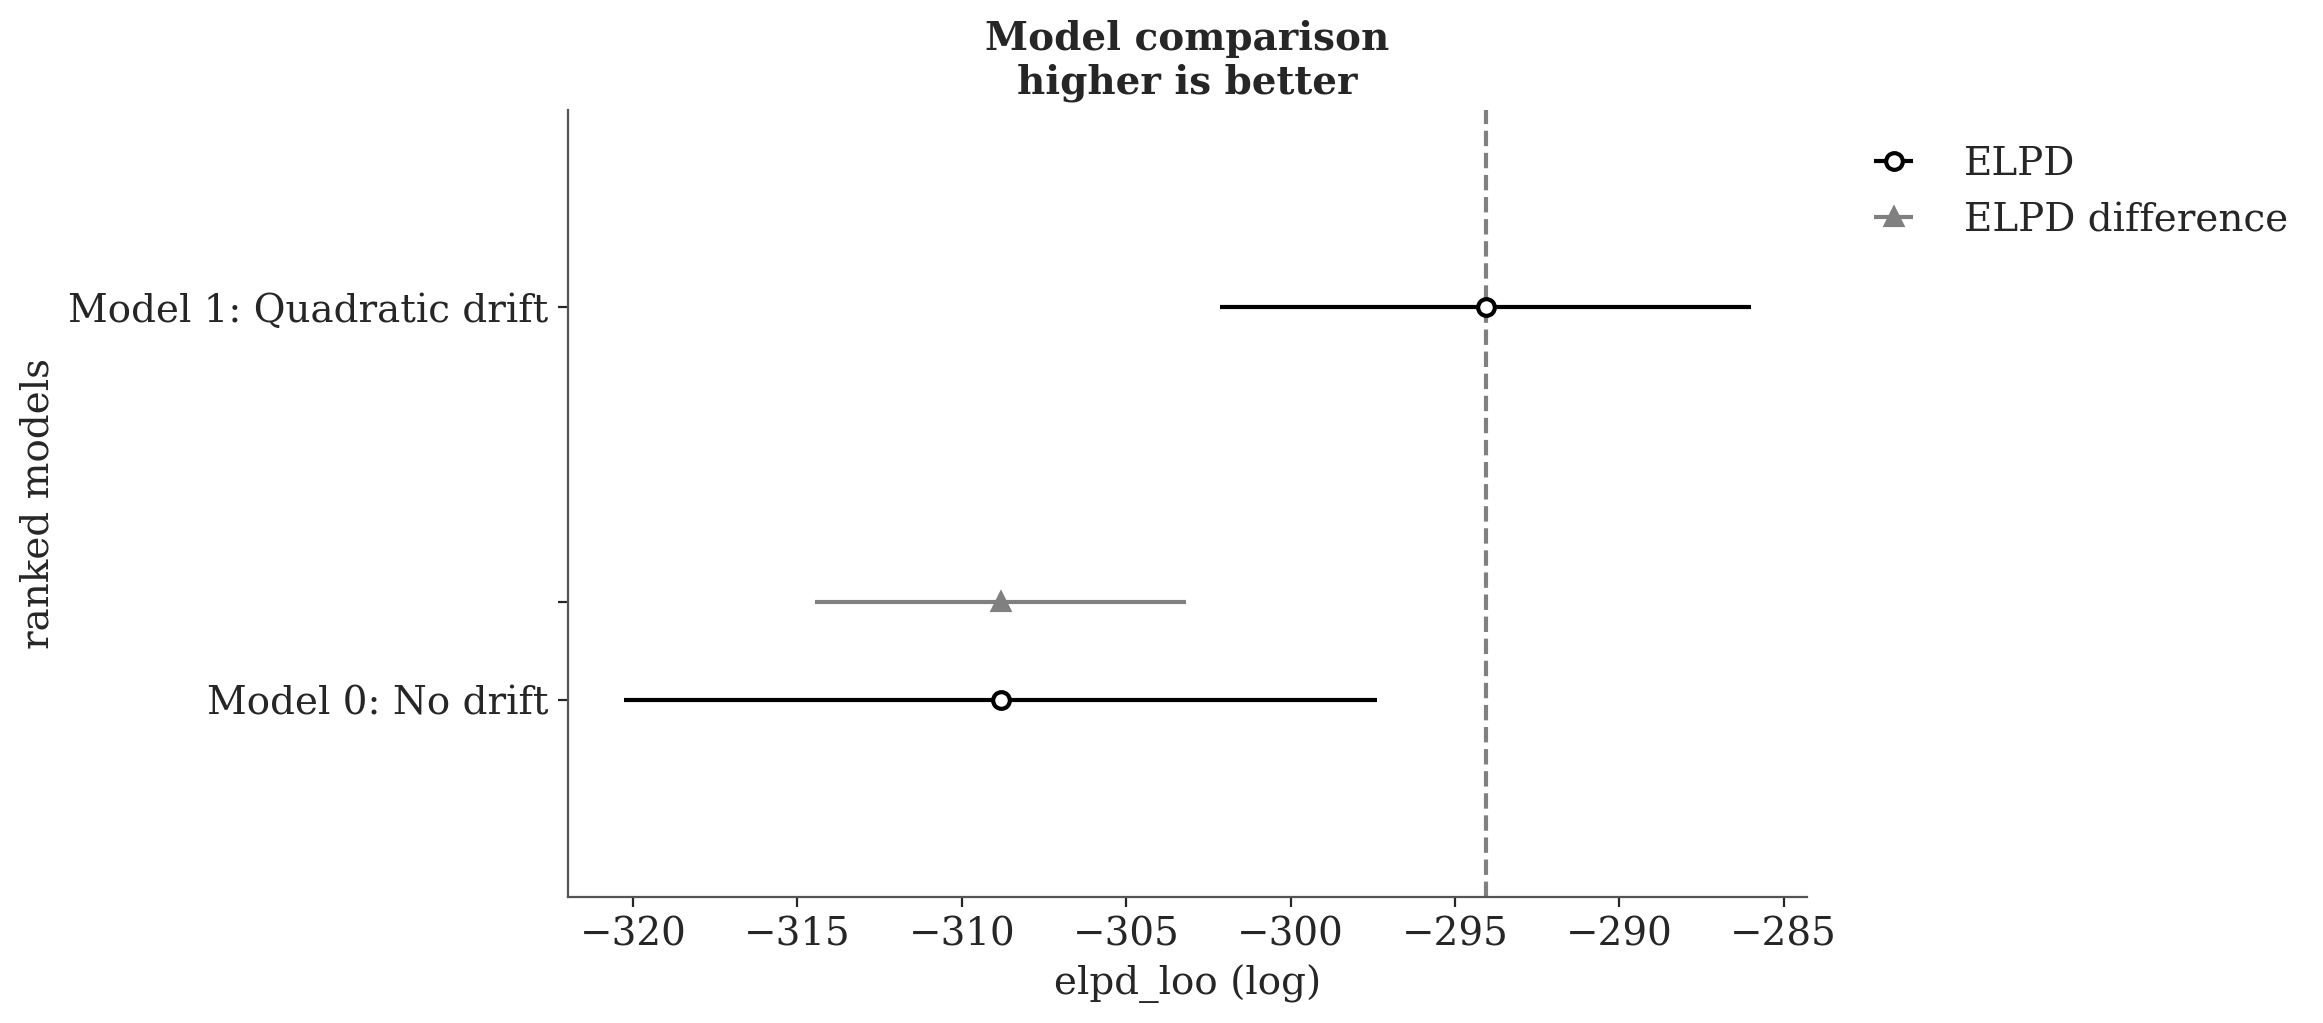 Model comparison
higher is better
ELPD
ELPD difference
Model 1: Quadratic drift
ranked models
Model 0: No drift
−320
−315
−310
−305
−300
−295
−290
−285
elpd_loo (log)